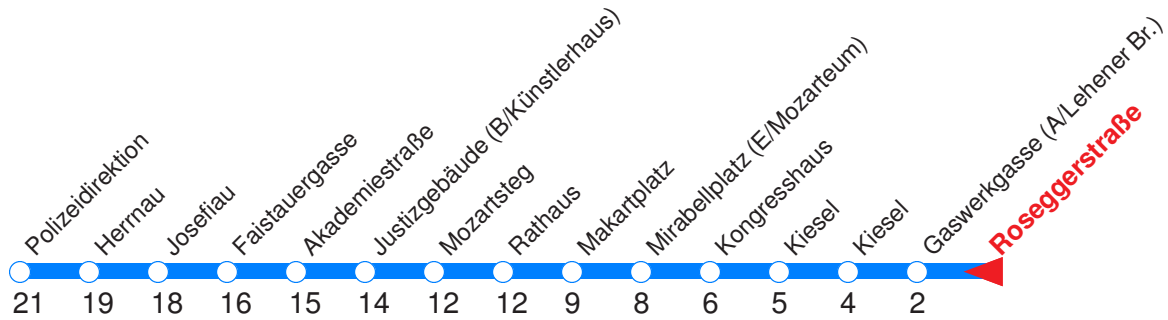 Polizeidirektion
Herrnau
Josefiau
Faistauergasse
Akademiestraße
Justizgebäude (B/Künstlerhaus)
Mozartsteg
Rathaus
Makartplatz
Mirabellplatz (E/Mozarteum)
Kongresshaus
Kiesel
Kiesel
Gaswerkgasse (A/Lehener Br.)
Roseggerstraße
21 19 18 16 15 14 12 12 9 8 6 5 4 2